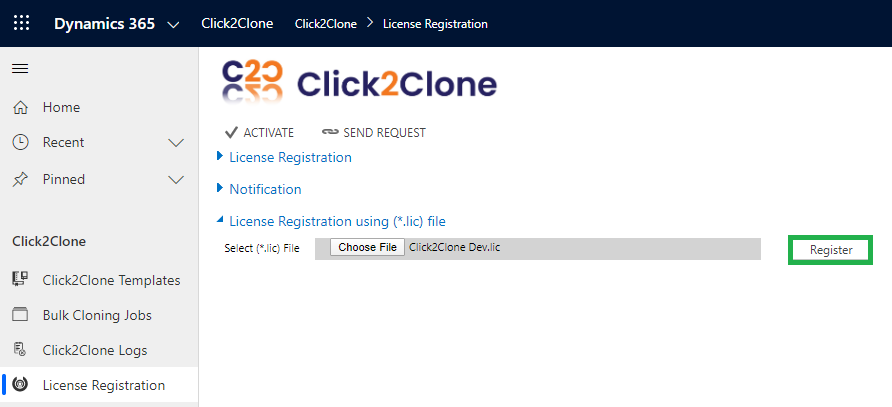 Dynamics 365 Click2Clone Click2Clone License Registration
C2C Click2Clone
Home
Recent
Pinned
Click2Clone
Click2Clone Templates
Bulk Cloning Jobs
Click2Clone Logs
License Registration
ACTIVATE SEND REQUEST
License Registration
Notification
License Registration using (*.lic) file
Select (*.lic) File Choose File Click2Clone Dev.lic Register